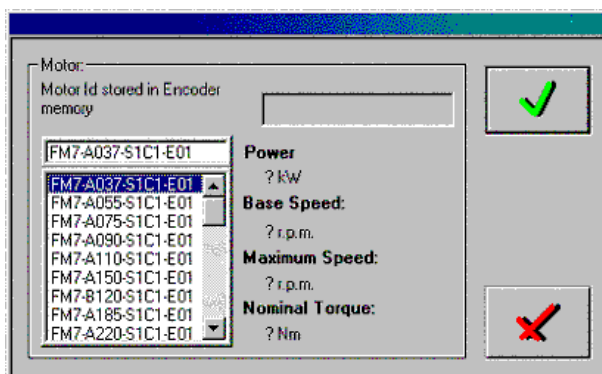 Motor:
Motor Id stored in Encoder
memory
FM7-A037-S1C1-E01
FM7-A037-S1C1-E01
FM7-A055-S1C1-E01
FM7-A075-S1C1-E01
FM7-A090-S1C1-E01
FM7-A110-S1C1-E01
FM7-A150-S1C1-E01
FM7-B120-S1C1-E01
FM7-A185-S1C1-E01
FM7-A220-S1C1-E01
Power
? kW
Base Speed:
? r.p.m.
Maximum Speed:
? r.p.m.
Nominal Torque:
? Nm